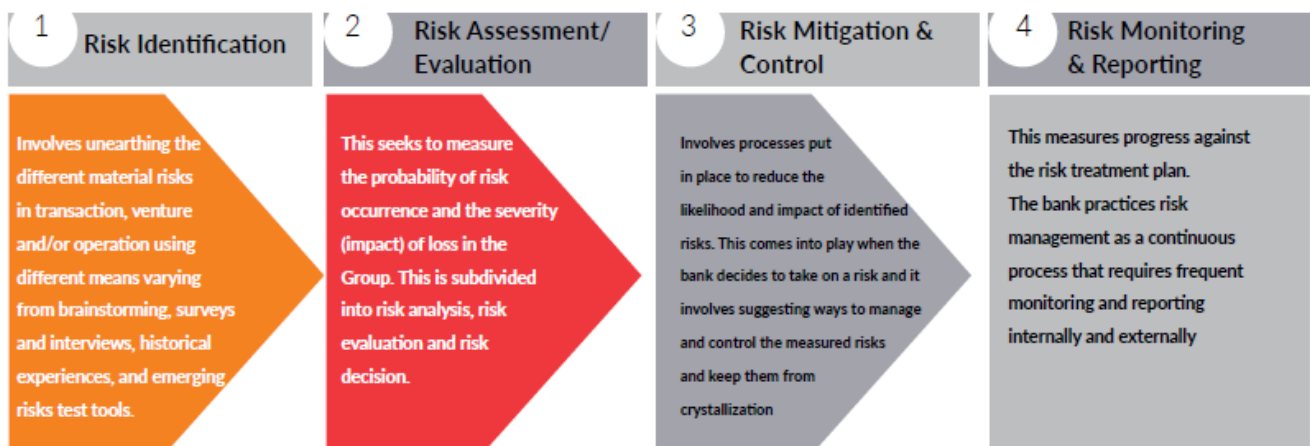 1
Risk Identification
Involves unearthing the
different material risks
in transaction, venture
and/or operation using
different means varying
from brainstorming, surveys
and interviews, historical
experiences, and emerging
risks test tools.
2
Risk Assessment/
Evaluation
This seeks to measure
the probability of risk
occurrence and the severity
(impact) of loss in the
Group. This is subdivided
into risk analysis, risk
evaluation and risk
decision.
3
Risk Mitigation &
Control
Involves processes put
in place to reduce the
likelihood and impact of identified
risks. This comes into play when the
bank decides to take on a risk and it
involves suggesting ways to manage
and control the measured risks
and keep them from
crystallization
4
Risk Monitoring
& Reporting
This measures progress against
the risk treatment plan.
The bank practices risk
management as a continuous
process that requires frequent
monitoring and reporting
internally and externally